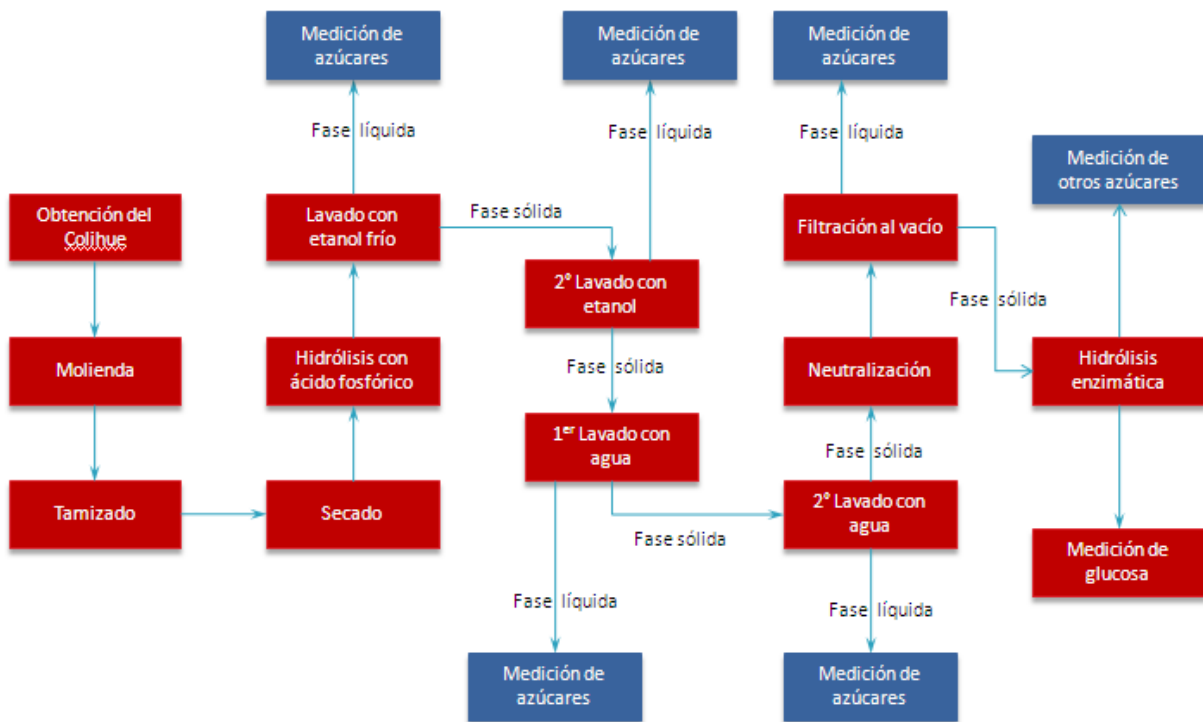 Medición de
azúcares
Medición de
azúcares
Medición de
azúcares
Fase líquida
Fase líquida
Fase líquida
Medición de
otros azúcares
Obtención del
Colihue
Lavado con
etanol frío
Fase sólida
Filtración al vacío
2° Lavado con
etanol
Fase sólida
Molienda
Hidrólisis con
ácido fosfórico
Fase sólida
Neutralización
Hidrólisis
enzimática
1er Lavado con
agua
Fase sólida
Tamizado
Secado
2° Lavado con
agua
Fase sólida
Medición de
glucosa
Fase líquida
Fase líquida
Medición de
azúcares
Medición de
azúcares